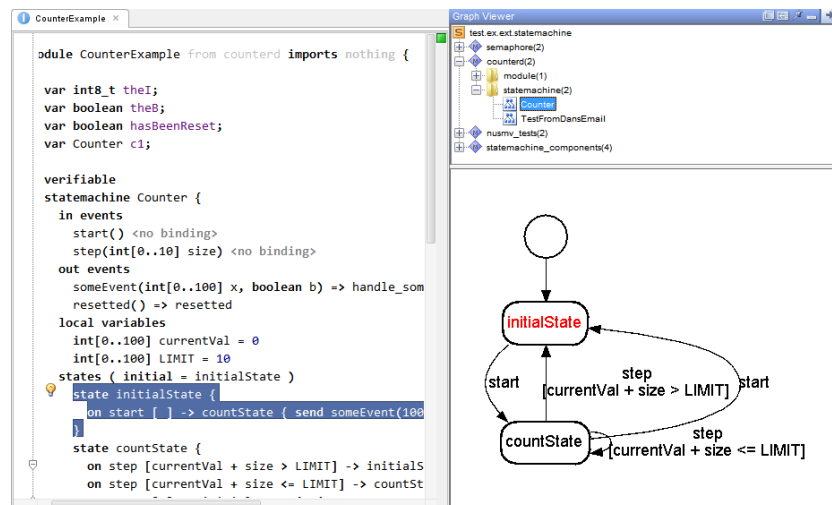 CounterExample ×
odule CounterExample from counterd imports nothing {
var int8_t theI;
var boolean theB;
var boolean hasBeenReset;
var Counter c1;
verifiable
statemachine Counter {
in events
start() <no binding>
step(int[0..10] size) <no binding>
out events
someEvent(int[0..100] x, boolean b) => handle_som
resetted() => resetted
local variables
int[0..100] currentVal = 0
int[0..100] LIMIT = 10
states ( initial = initialState )
state initialState {
on start [ ] -> countState { send someEvent(100
}
state countState {
on step [currentVal + size > LIMIT] -> initialS
on step [currentVal + size <= LIMIT] -> countSt
Graph Viewer
test.ex.ext.statemachine
semaphore(2)
counterd(2)
module(1)
statemachine(2)
Counter
TestFromDansEmail
nusmv_tests(2)
statemachine_components(4)
initialState
start
step
[currentVal + size > LIMIT]
start
countState
step
[currentVal + size <= LIMIT]